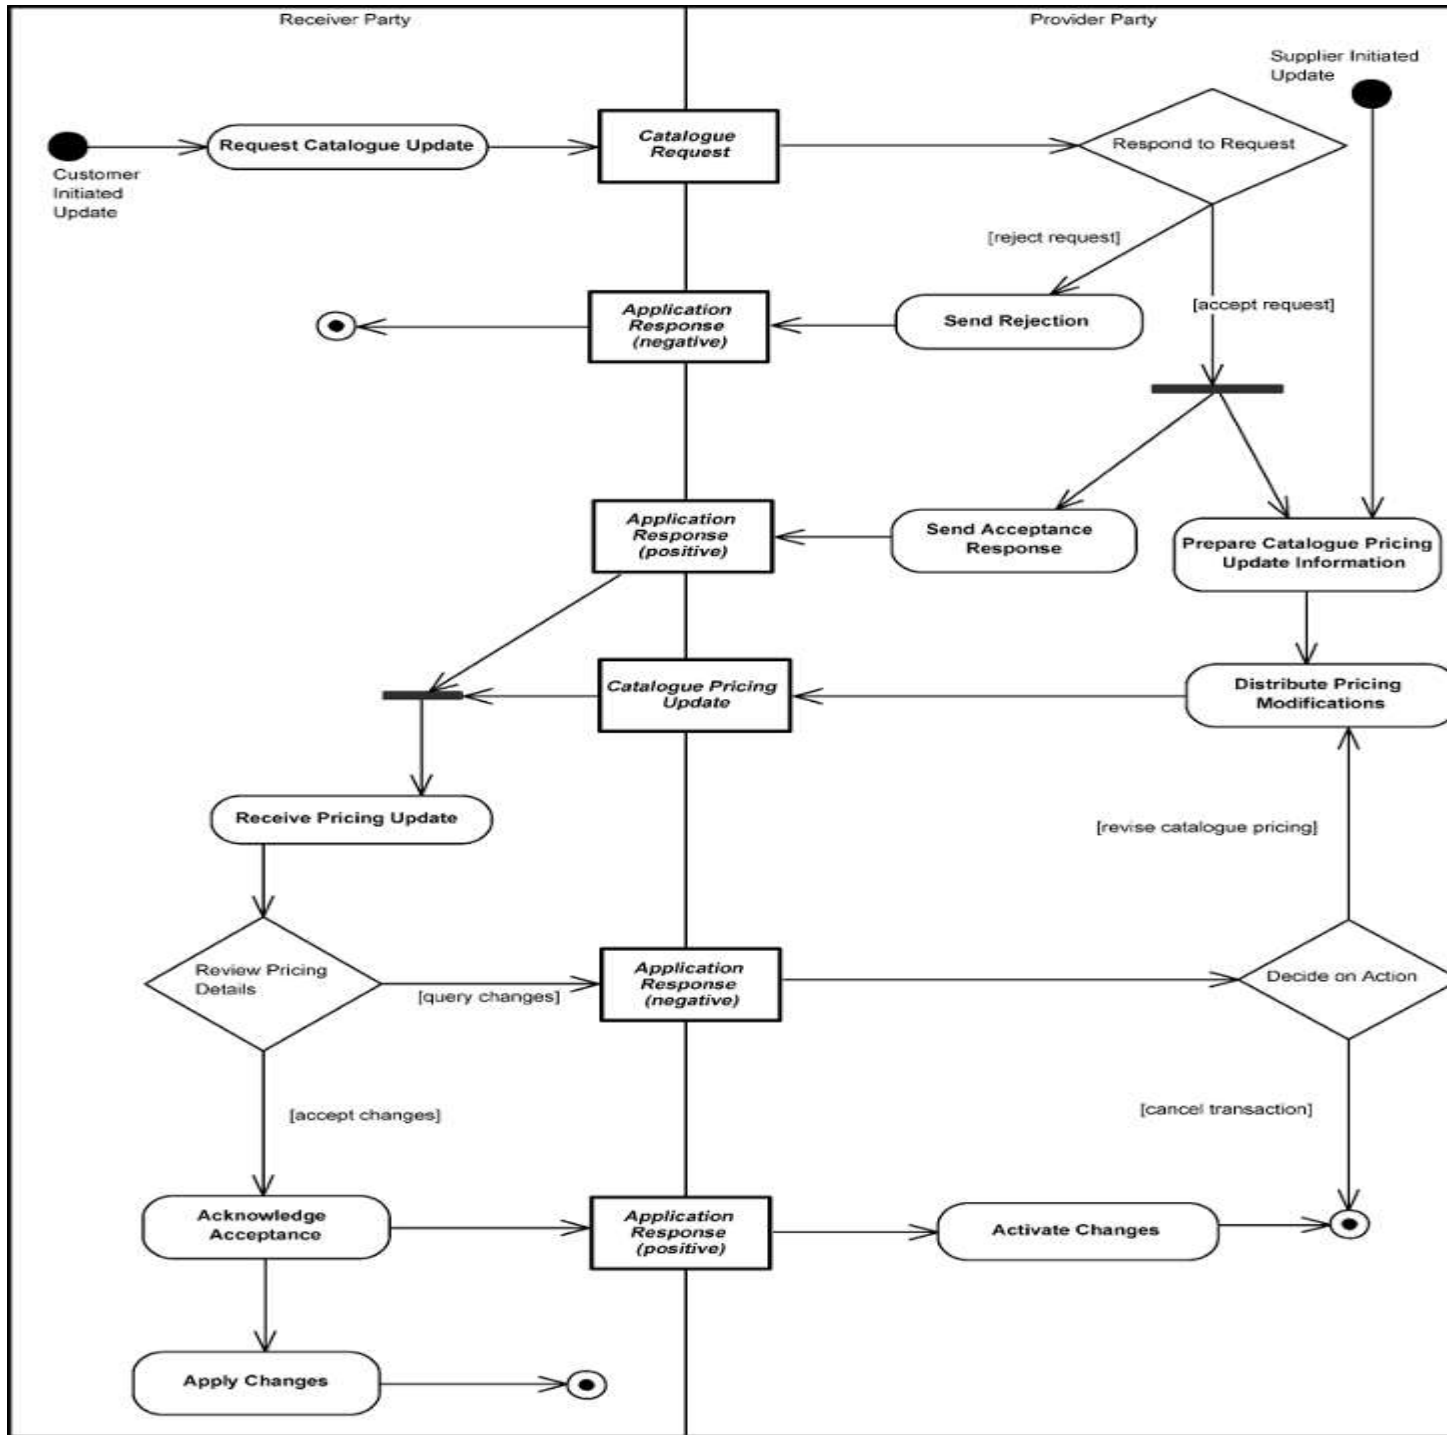 Receiver Party
Provider Party
Supplier Initiated
Update
Request Catalogue Update
Catalogue
Request
Respond to Request
Customer
Initiated
Update
[reject request]
[accept request]
Application
Response
(negative)
Send Rejection
Application
Response
(positive)
Send Acceptance
Response
Prepare Catalogue Pricing
Update Information
Catalogue Pricing
Update
Distribute Pricing
Modifications
Receive Pricing Update
[revise catalogue pricing]
Review Pricing
Details
[query changes]
Application
Response
(negative)
Decide on Action
[accept changes]
[cancel transaction]
Acknowledge
Acceptance
Application
Response
(positive)
Activate Changes
Apply Changes